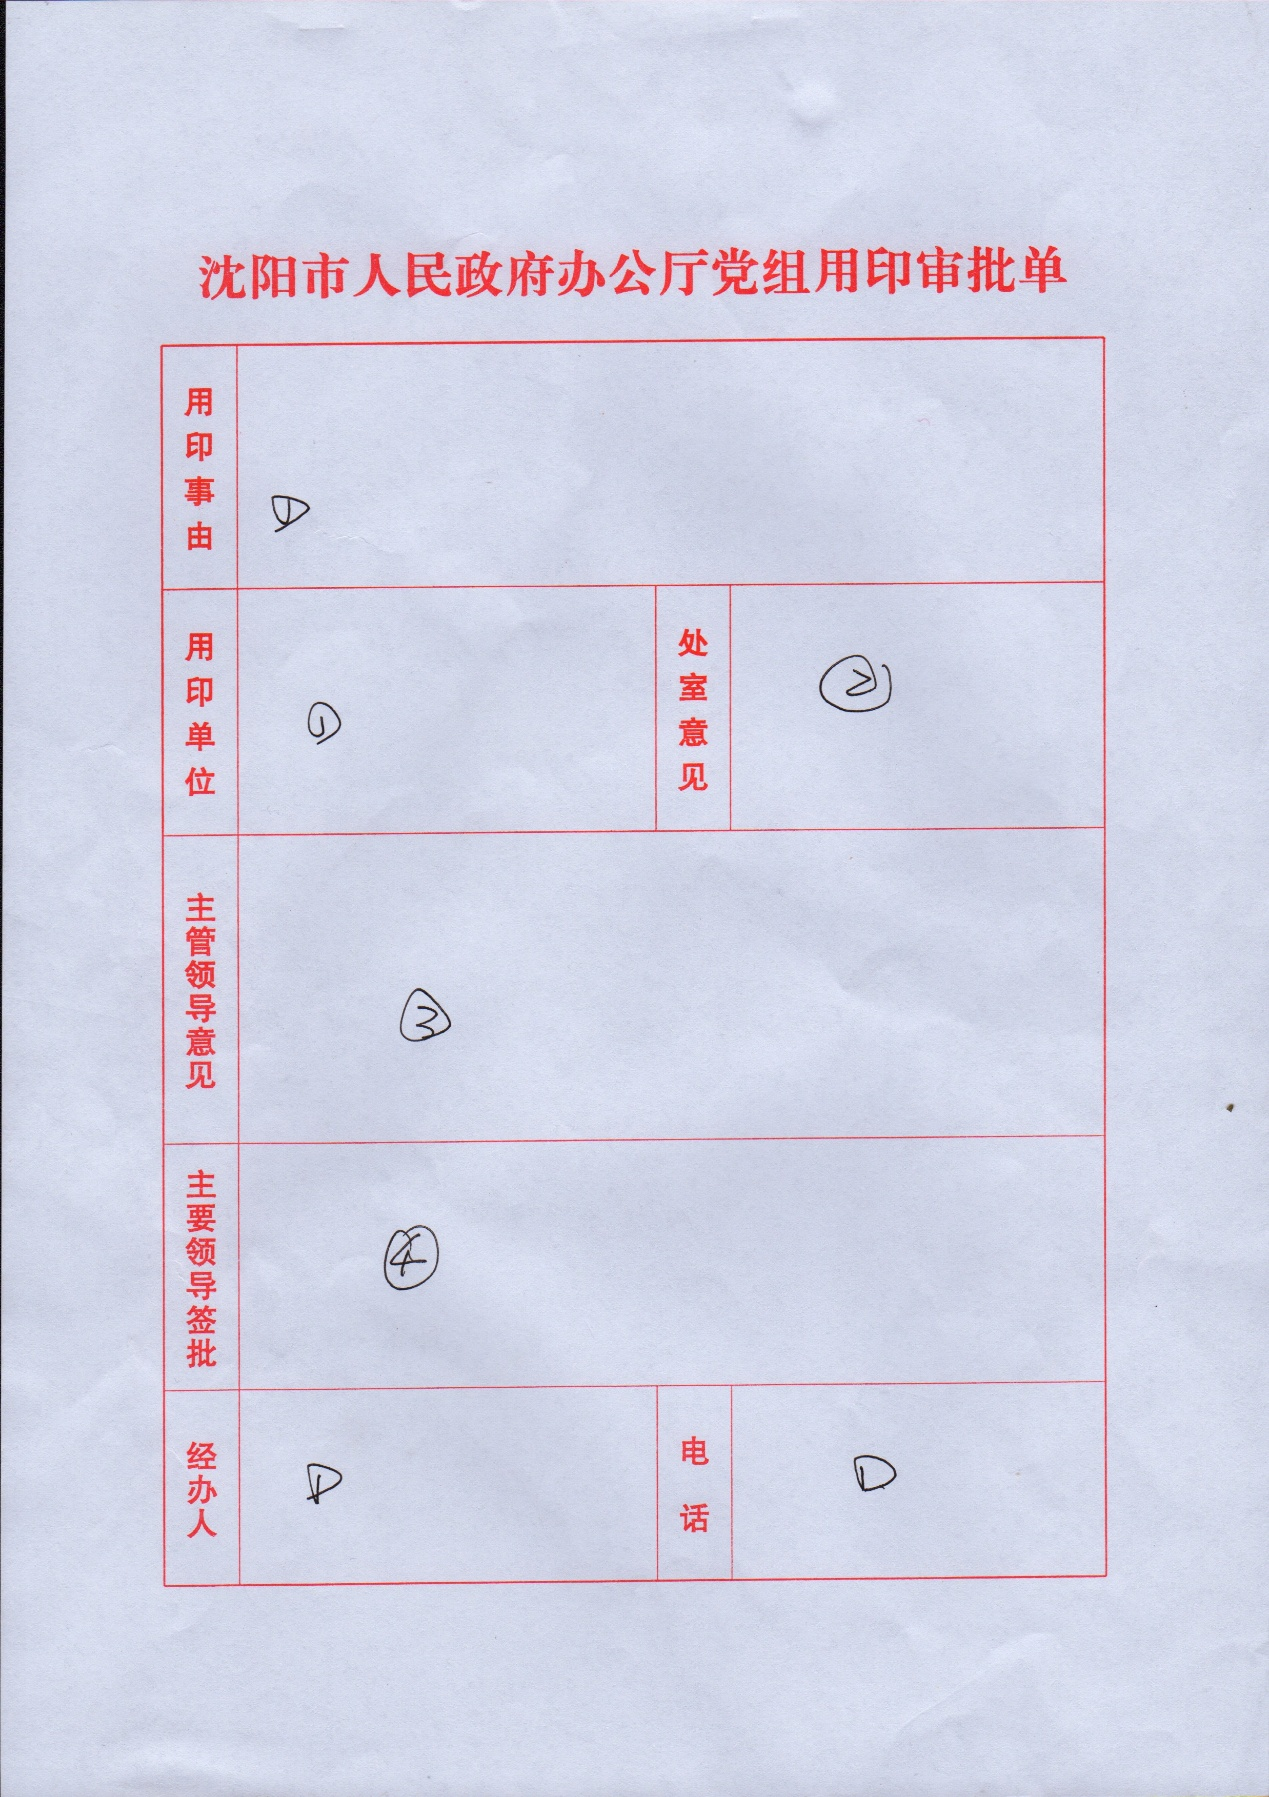 沈阳市人民政府办公厅党组用印审批单
用印事由
①
用印单位
①
处室意见
②
主管领导意见
③
主要领导签批
④
经办人
①
电话
①